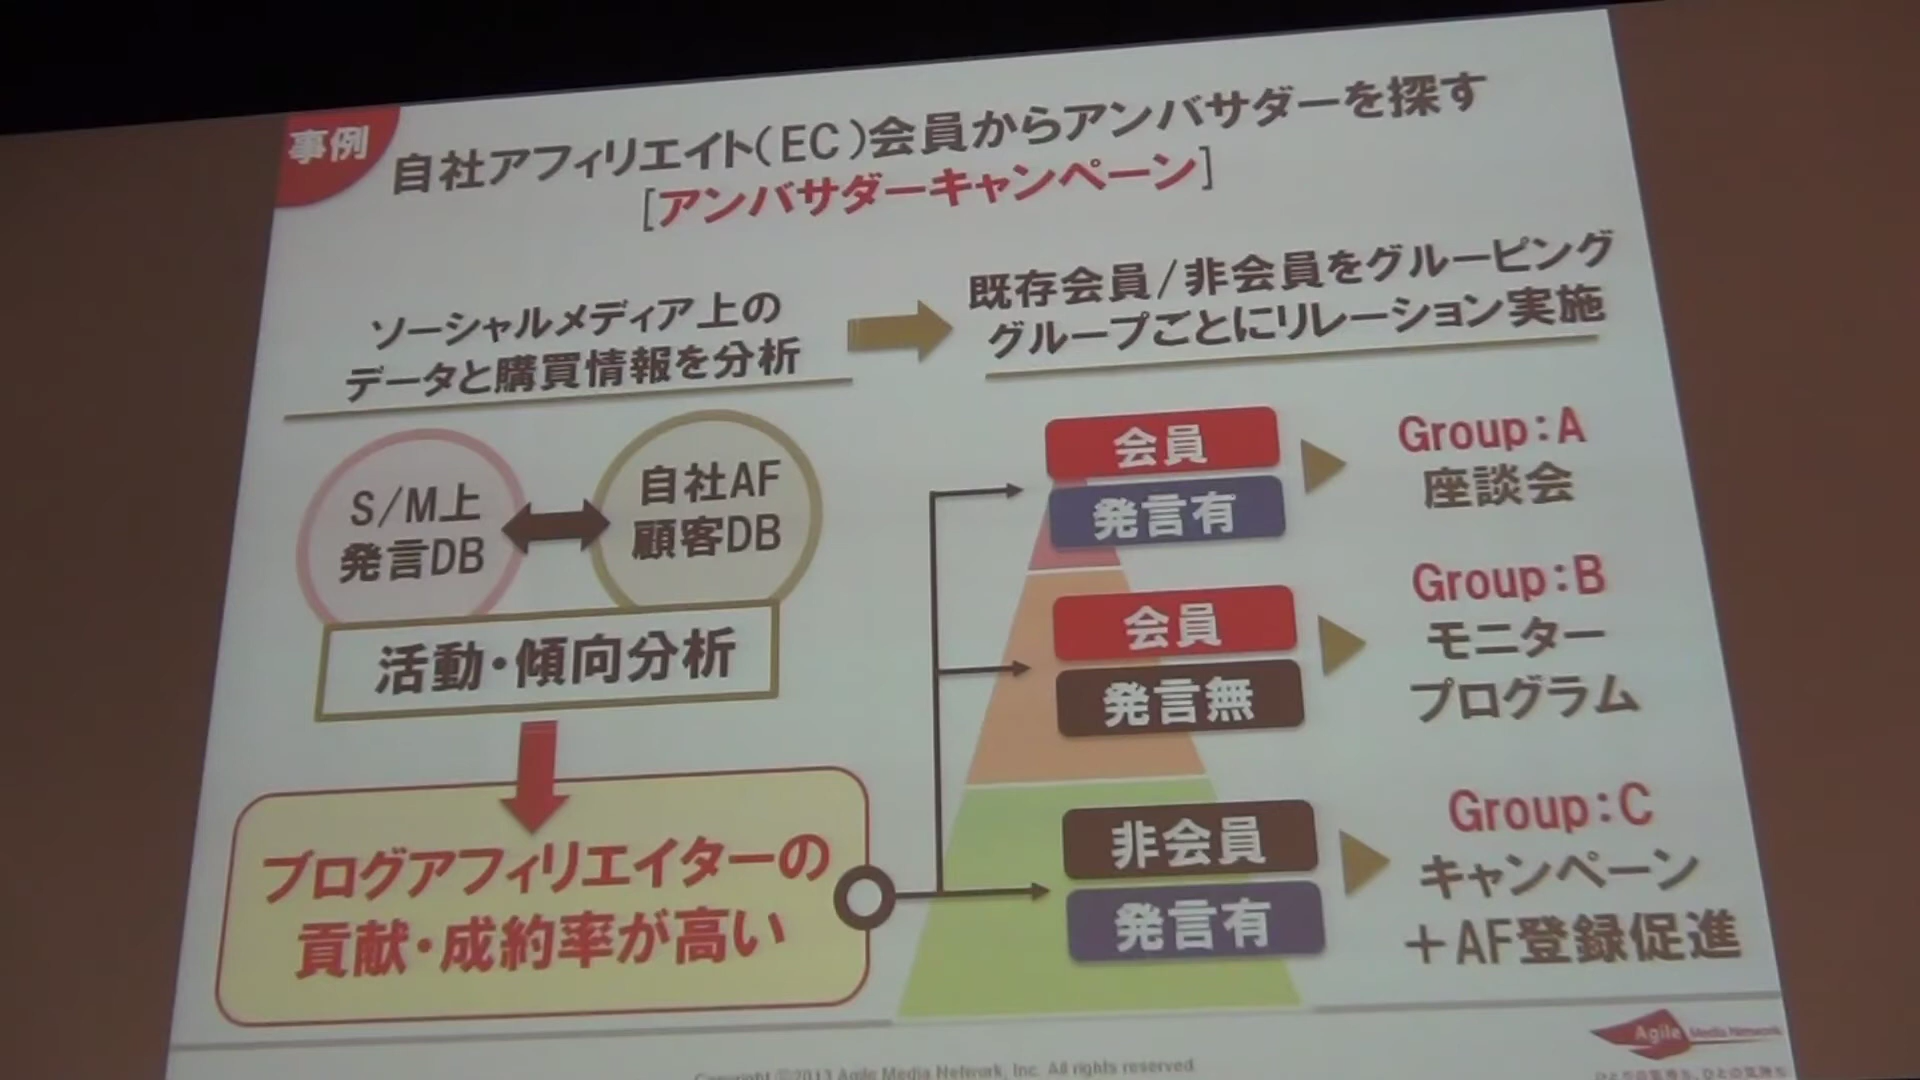 事例
自社アフィリエイト(EC)会員からアンバサダーを探す
[アンバサダーキャンペーン]
ソーシャルメディア上の
データと購買情報を分析
既存会員/非会員をグルーピング
グループごとにリレーション実施
S/M上
発言DB
自社AF
顧客DB
活動・傾向分析
ブログアフィリエイターの
貢献・成約率が高い
会員
発言有
Group:A
座談会
会員
発言無
Group:B
モニター
プログラム
非会員
発言有
Group:C
キャンペーン
+AF登録促進
Agile Media Network
Copyright ©2013 Agile Media Network, Inc. All rights reserved.